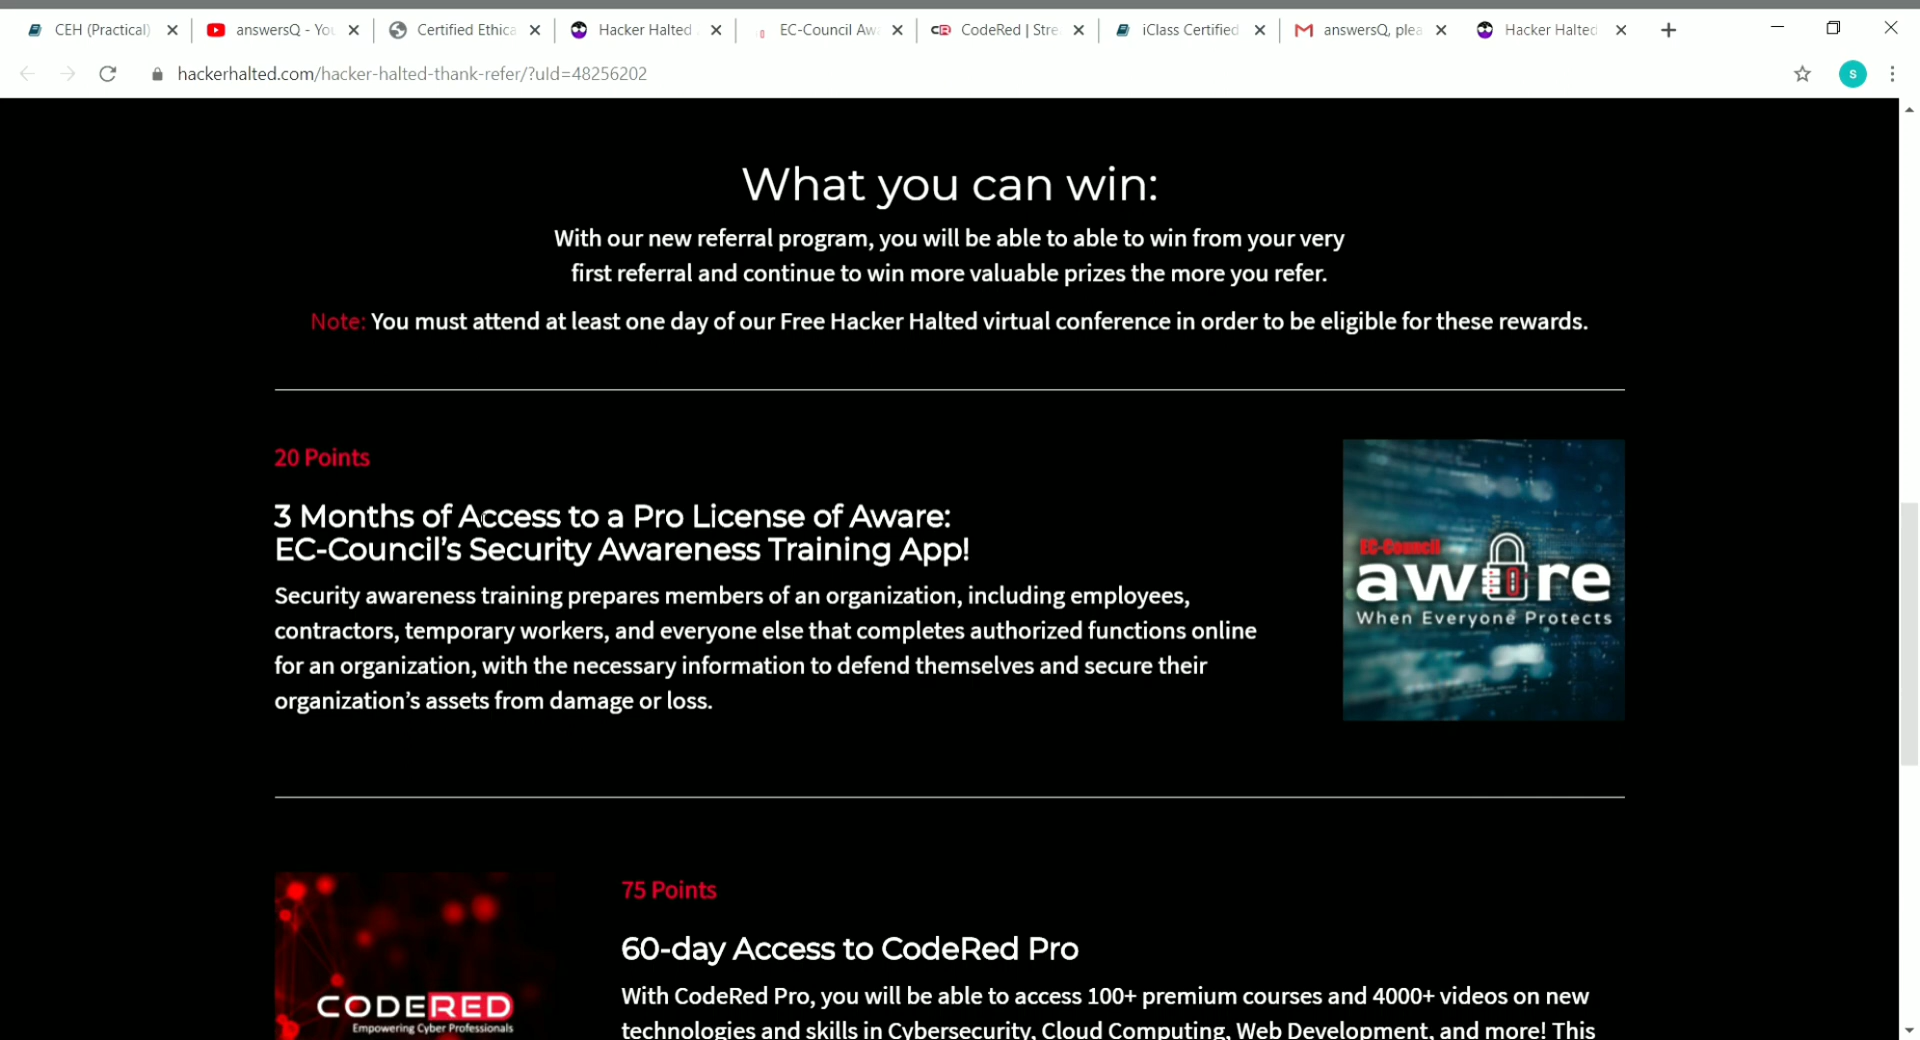 CEH (Practical)
answersQ - You
Certified Ethica
Hacker Halted
EC-Council Aw
CodeRed | Stre
iClass Certified
answersQ, plea
Hacker Halted
hackerhalted.com/hacker-halted-thank-refer/?uId=48256202
S
What you can win:
With our new referral program, you will be able to able to win from your very
first referral and continue to win more valuable prizes the more you refer.
Note: You must attend at least one day of our Free Hacker Halted virtual conference in order to be eligible for these rewards.
20 Points
3 Months of Access to a Pro License of Aware:
EC-Council’s Security Awareness Training App!
Security awareness training prepares members of an organization, including employees,
contractors, temporary workers, and everyone else that completes authorized functions online
for an organization, with the necessary information to defend themselves and secure their
organization’s assets from damage or loss.
EC-Council
aware
When Everyone Protects
75 Points
60-day Access to CodeRed Pro
With CodeRed Pro, you will be able to access 100+ premium courses and 4000+ videos on new
technologies and skills in Cybersecurity, Cloud Computing, Web Development, and more! This
CODERED
Empowering Cyber Professionals